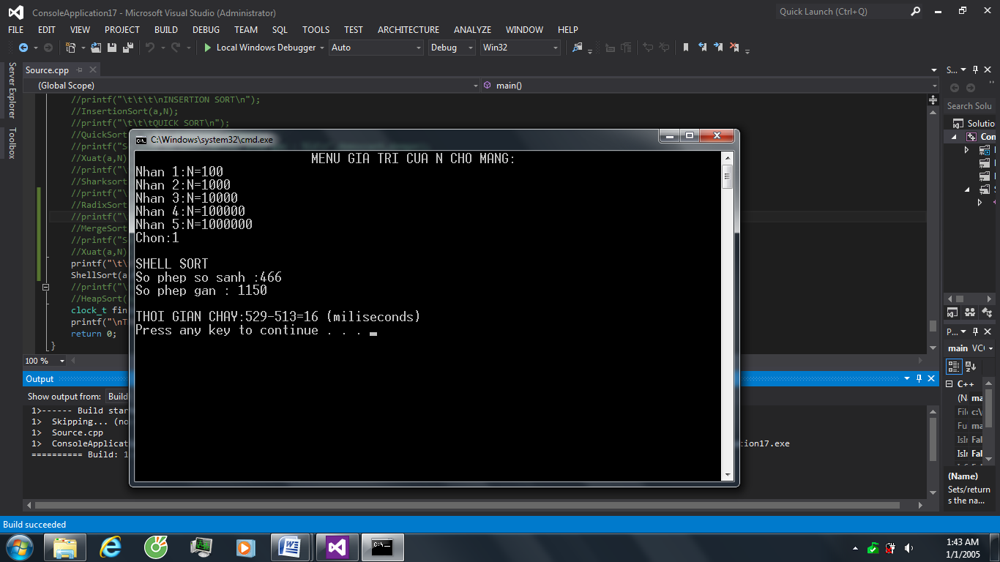 ConsoleApplication17 - Microsoft Visual Studio (Administrator)
Quick Launch (Ctrl+Q)
FILE EDIT VIEW PROJECT BUILD DEBUG TEAM SQL TOOLS TEST ARCHITECTURE ANALYZE WINDOW HELP
Local Windows Debugger Auto Debug Win32
Server Explorer
Toolbox
Source.cpp
(Global Scope) main()
//printf("\t\t\t\nINSERTION SORT\n");
//InsertionSort(a,N);
//printf("\t\t\tQUICK SORT\n");
//QuickSort
//printf("S
//Xuat(a,N)
//printf("\
//Sharksort
//printf("\
//RadixSort
//printf("\
//MergeSort
//printf("S
//Xuat(a,N)
printf("\t\
ShellSort(a
//printf("\
//HeapSort(
clock_t fin
printf("\nT
return 0;
}
100 %
C:\Windows\system32\cmd.exe
MENU GIA TRI CUA N CHO MANG:
Nhan 1:N=100
Nhan 2:N=1000
Nhan 3:N=10000
Nhan 4:N=100000
Nhan 5:N=1000000
Chon:1
SHELL SORT
So phep so sanh :466
So phep gan : 1150
THOI GIAN CHAY:529-513=16 (miliseconds)
Press any key to continue . . .
Output
Show output from: Build
1>------ Build star
1> Skipping... (no
1> Source.cpp
1> ConsoleApplicat ion17.exe
========== Build: 1
S...
Search Solu
Solutio
Con
P...
main VC
C++
(N ma
File c:\
Fu ma
IsIn Fal
IsIn Fal
(Name)
Sets/return
s the na...
Build succeeded
1:43 AM
1/1/2005